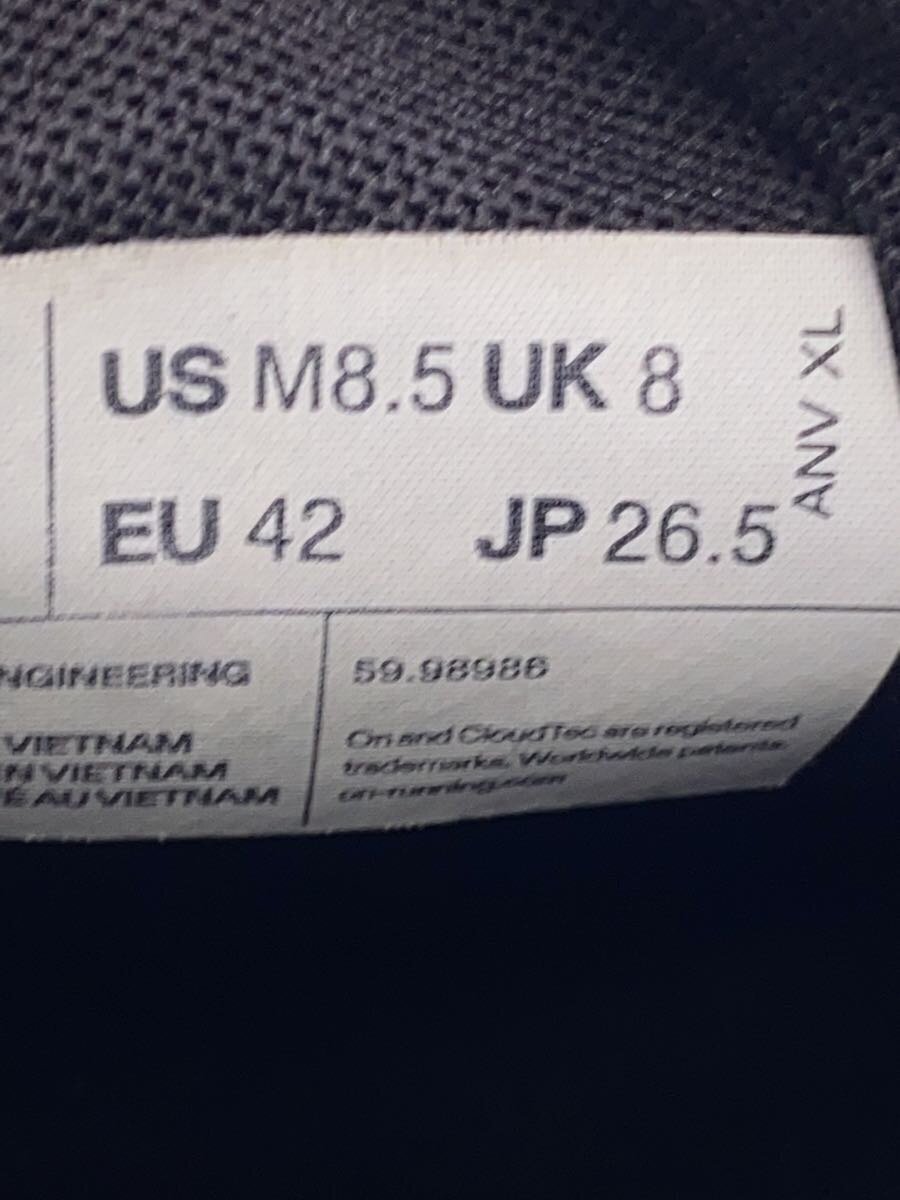 US M8.5 UK 8
EU 42 JP 26.5
ANV XL
NGINEERING
VIETNAM
N VIETNAM
É AU VIETNAM
59.98986
On and CloudTec are registered
trademarks. Worldwide patents.
on-running.com